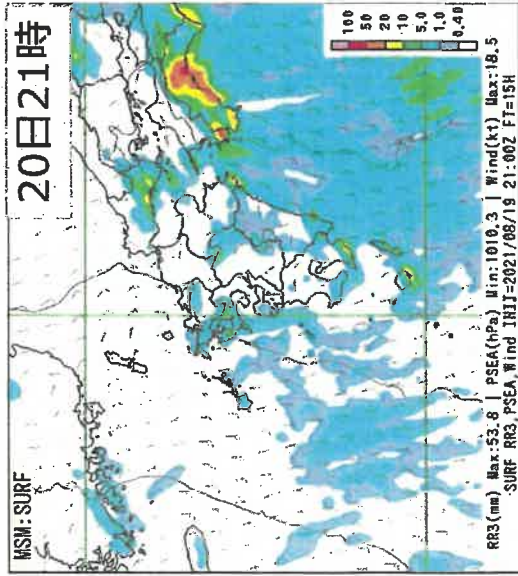 20日21時
MSM:SURF
100
50
20
10
5.0
1.0
0.40
RR3(mm) Max:53.8 | PSEA(hPa) Min:1010.3 | Wind(kt) Max:18.5
SURF RR3,PSEA,Wind INIT=2021/08/19 21:00Z FT=15H